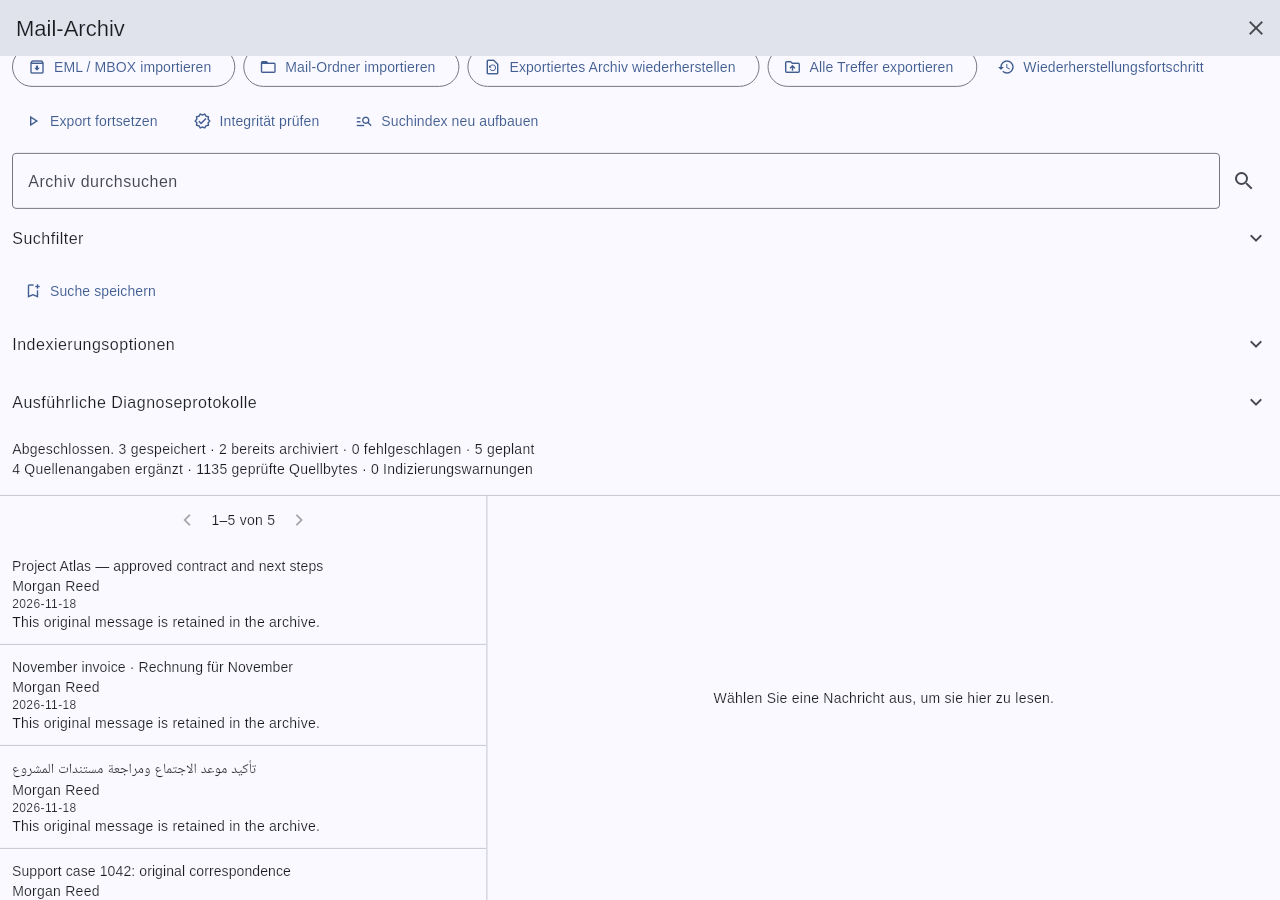 Mail-Archiv
EML / MBOX importieren
Mail-Ordner importieren
Exportiertes Archiv wiederherstellen
Alle Treffer exportieren
Wiederherstellungsfortschritt
Export fortsetzen
Integrität prüfen
Suchindex neu aufbauen
Archiv durchsuchen
Suchfilter
Suche speichern
Indexierungsoptionen
Ausführliche Diagnoseprotokolle
Abgeschlossen. 3 gespeichert · 2 bereits archiviert · 0 fehlgeschlagen · 5 geplant
4 Quellenangaben ergänzt · 1135 geprüfte Quellbytes · 0 Indizierungswarnungen
1–5 von 5
Project Atlas — approved contract and next steps
Morgan Reed
2026-11-18
This original message is retained in the archive.
November invoice · Rechnung für November
Morgan Reed
2026-11-18
This original message is retained in the archive.
تأكيد موعد الاجتماع ومراجعة مستندات المشروع
Morgan Reed
2026-11-18
This original message is retained in the archive.
Support case 1042: original correspondence
Morgan Reed
Wählen Sie eine Nachricht aus, um sie hier zu lesen.